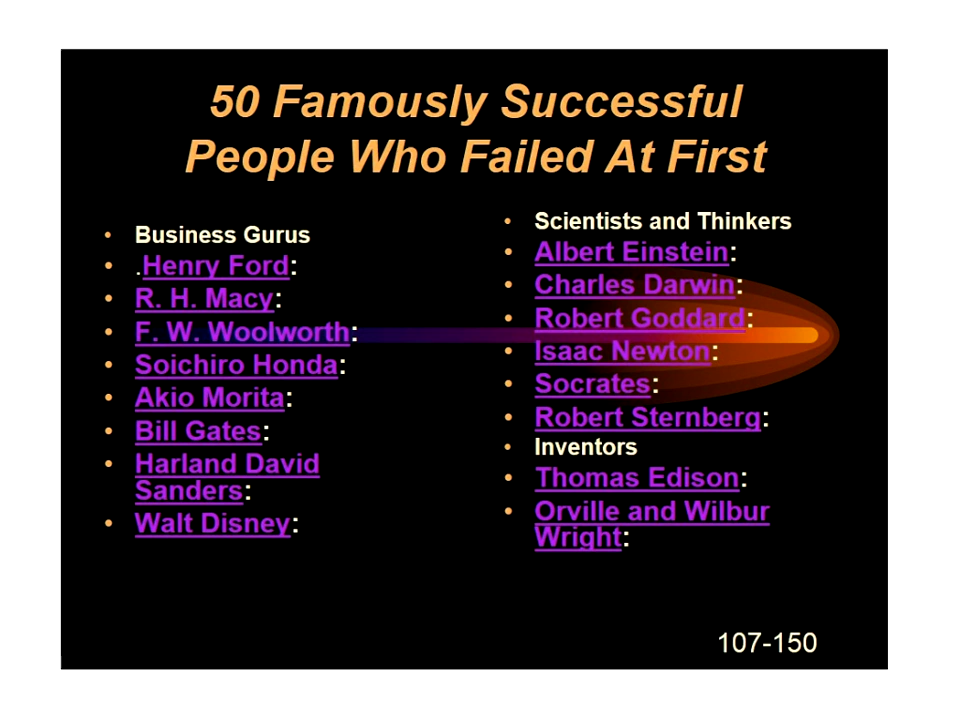 50 Famously Successful
People Who Failed At First
• Business Gurus
• .Henry Ford:
• R. H. Macy:
• F. W. Woolworth:
• Soichiro Honda:
• Akio Morita:
• Bill Gates:
• Harland David
Sanders:
• Walt Disney:
• Scientists and Thinkers
• Albert Einstein:
• Charles Darwin:
• Robert Goddard:
• Isaac Newton:
• Socrates:
• Robert Sternberg:
• Inventors
• Thomas Edison:
• Orville and Wilbur
Wright:
107-150